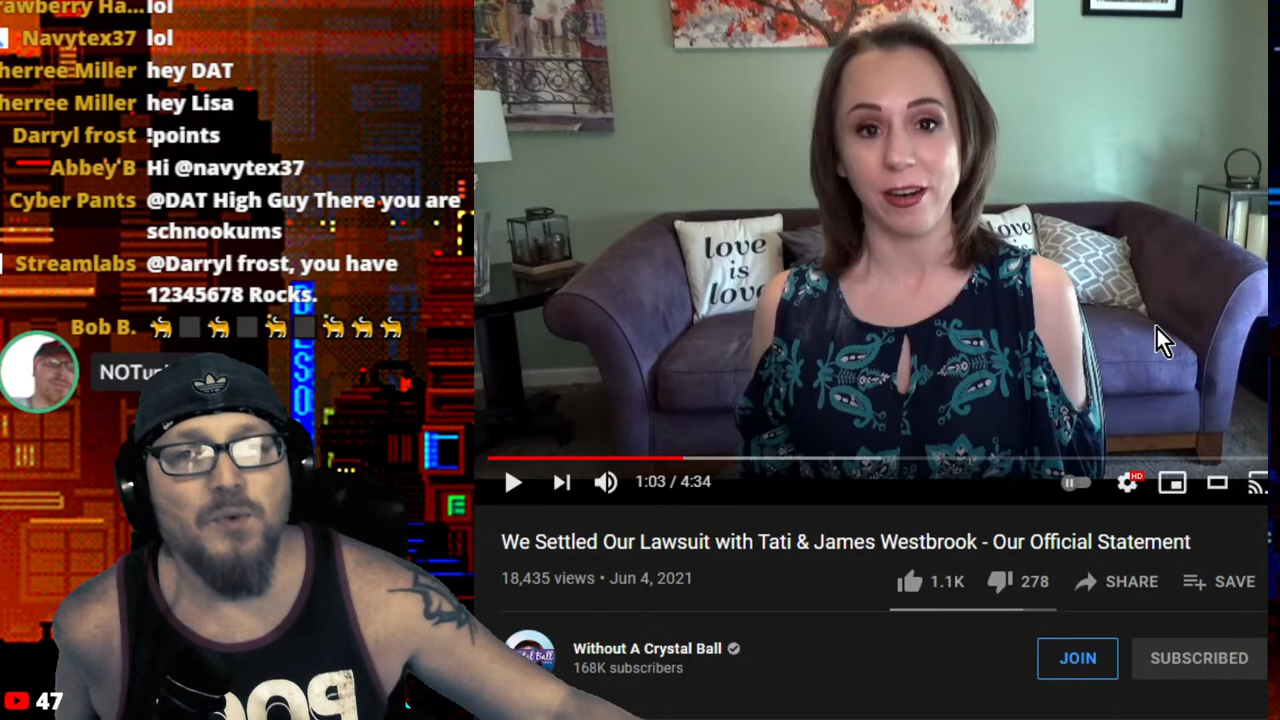 lol
Navytex37 lol
herree Miller hey DAT
herree Miller hey Lisa
Darryl frost !points
Abbey B Hi @navytex37
Cyber Pants @DAT High Guy There you are
schnookums
Streamlabs @Darryl frost, you have
12345678 Rocks.
Bob B.
47
love
is
love
love
1:03 / 4:34
HD
We Settled Our Lawsuit with Tati & James Westbrook - Our Official Statement
18,435 views • Jun 4, 2021
1.1K 278 SHARE SAVE
Without A Crystal Ball
168K subscribers
JOIN SUBSCRIBED